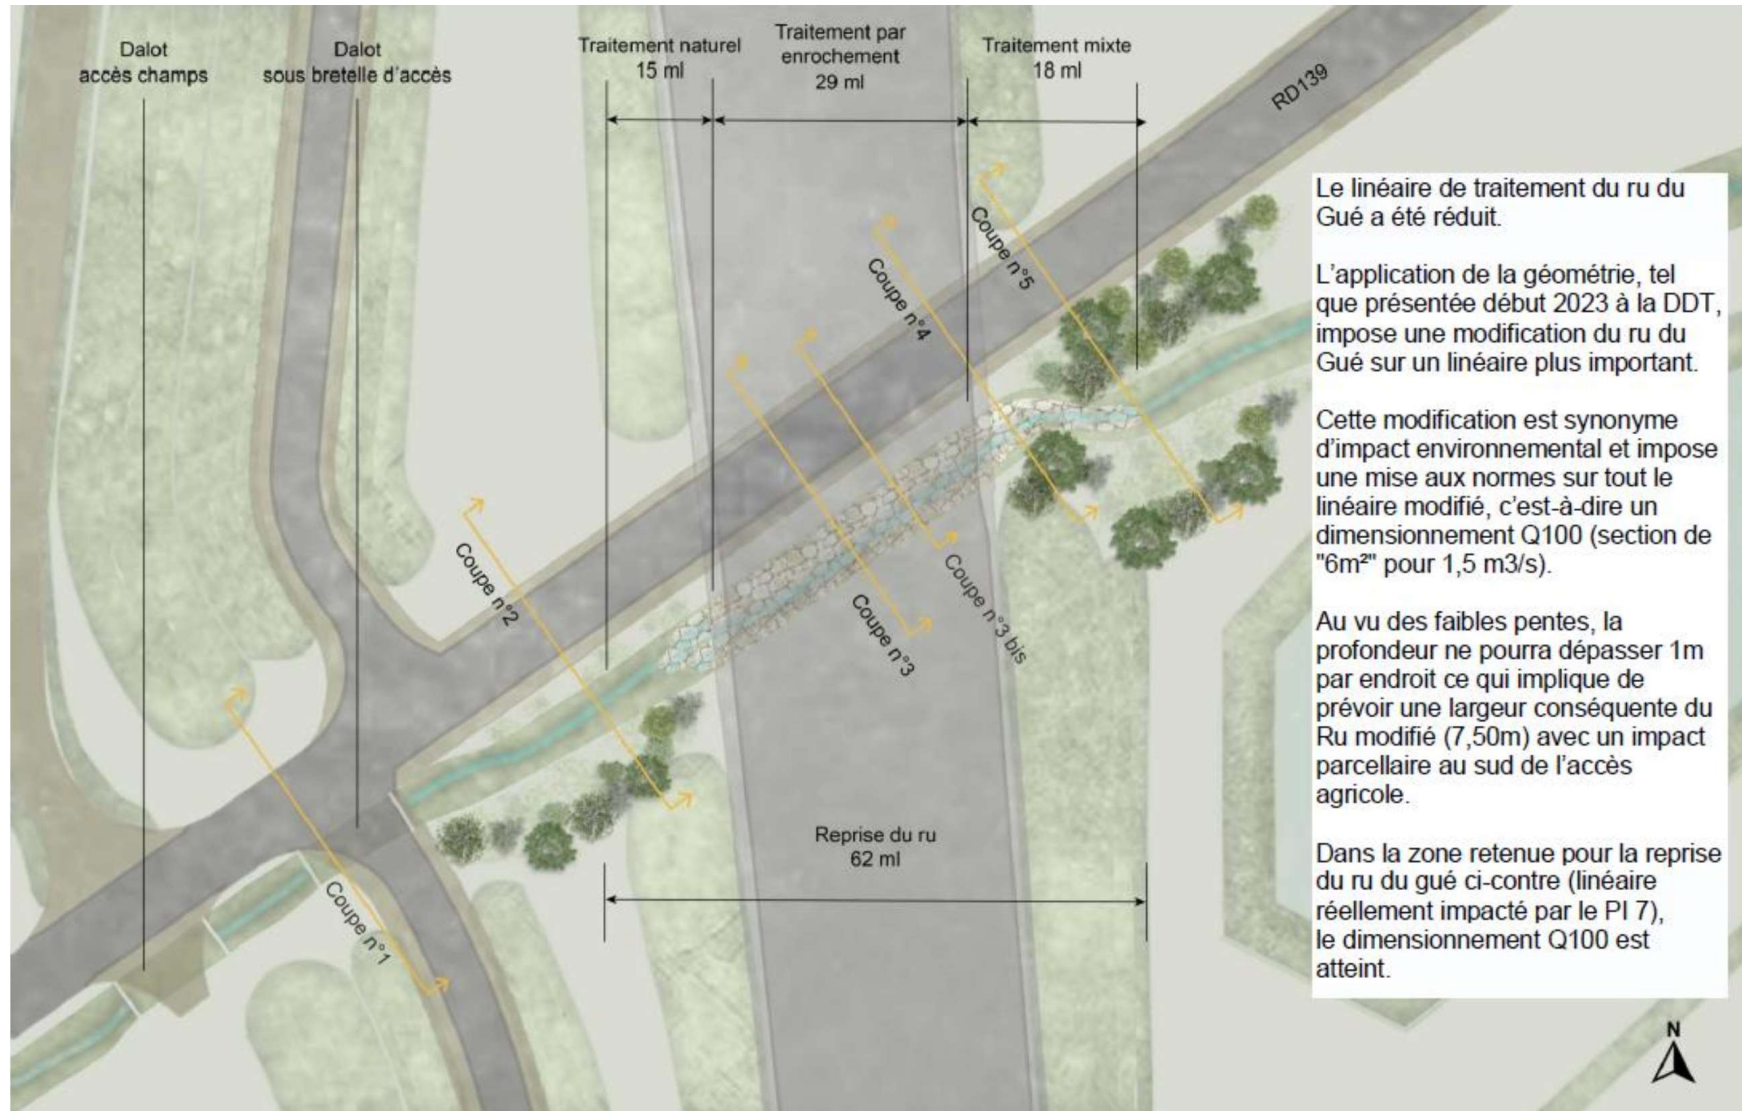 Dalot
accès champs
Dalot
sous bretelle d'accès
Traitement naturel
15 ml
Traitement par
enrochement
29 ml
Traitement mixte
18 ml
RD139
Coupe n°5
Coupe n°4
Coupe n°3 bis
Coupe n°3
Coupe n°2
Coupe n°1
Reprise du ru
62 ml
Le linéaire de traitement du ru du
Gué a été réduit.
L'application de la géométrie, tel
que présentée début 2023 à la DDT,
impose une modification du ru du
Gué sur un linéaire plus important.
Cette modification est synonyme
d'impact environnemental et impose
une mise aux normes sur tout le
linéaire modifié, c'est-à-dire un
dimensionnement Q100 (section de
"6m²" pour 1,5 m3/s).
Au vu des faibles pentes, la
profondeur ne pourra dépasser 1m
par endroit ce qui implique de
prévoir une largeur conséquente du
Ru modifié (7,50m) avec un impact
parcellaire au sud de l'accès
agricole.
Dans la zone retenue pour la reprise
du ru du gué ci-contre (linéaire
réellement impacté par le PI 7),
le dimensionnement Q100 est
atteint.
N